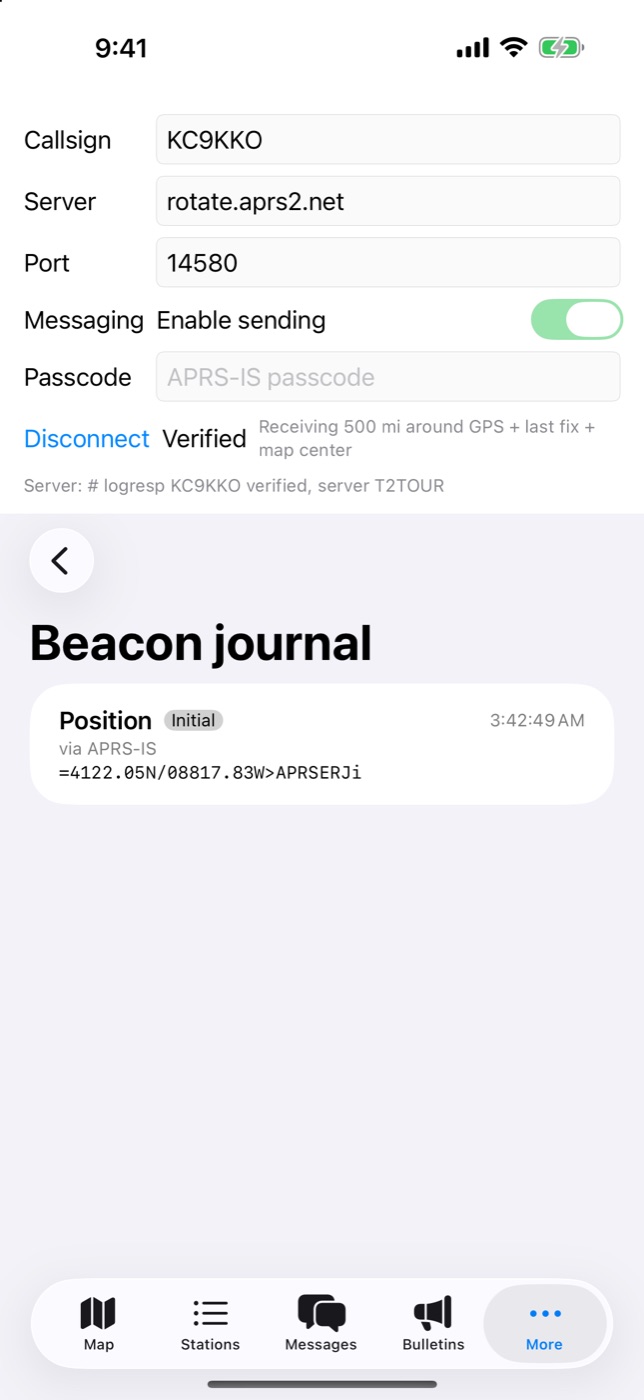 9:41
Callsign KC9KKO
Server rotate.aprs2.net
Port 14580
Messaging Enable sending
Passcode APRS-IS passcode
Disconnect Verified Receiving 500 mi around GPS + last fix +
map center
Server: # logresp KC9KKO verified, server T2TOUR
Beacon journal
Position Initial 3:42:49 AM
via APRS-IS
=4122.05N/08817.83W>APRSERJi
Map Stations Messages Bulletins More